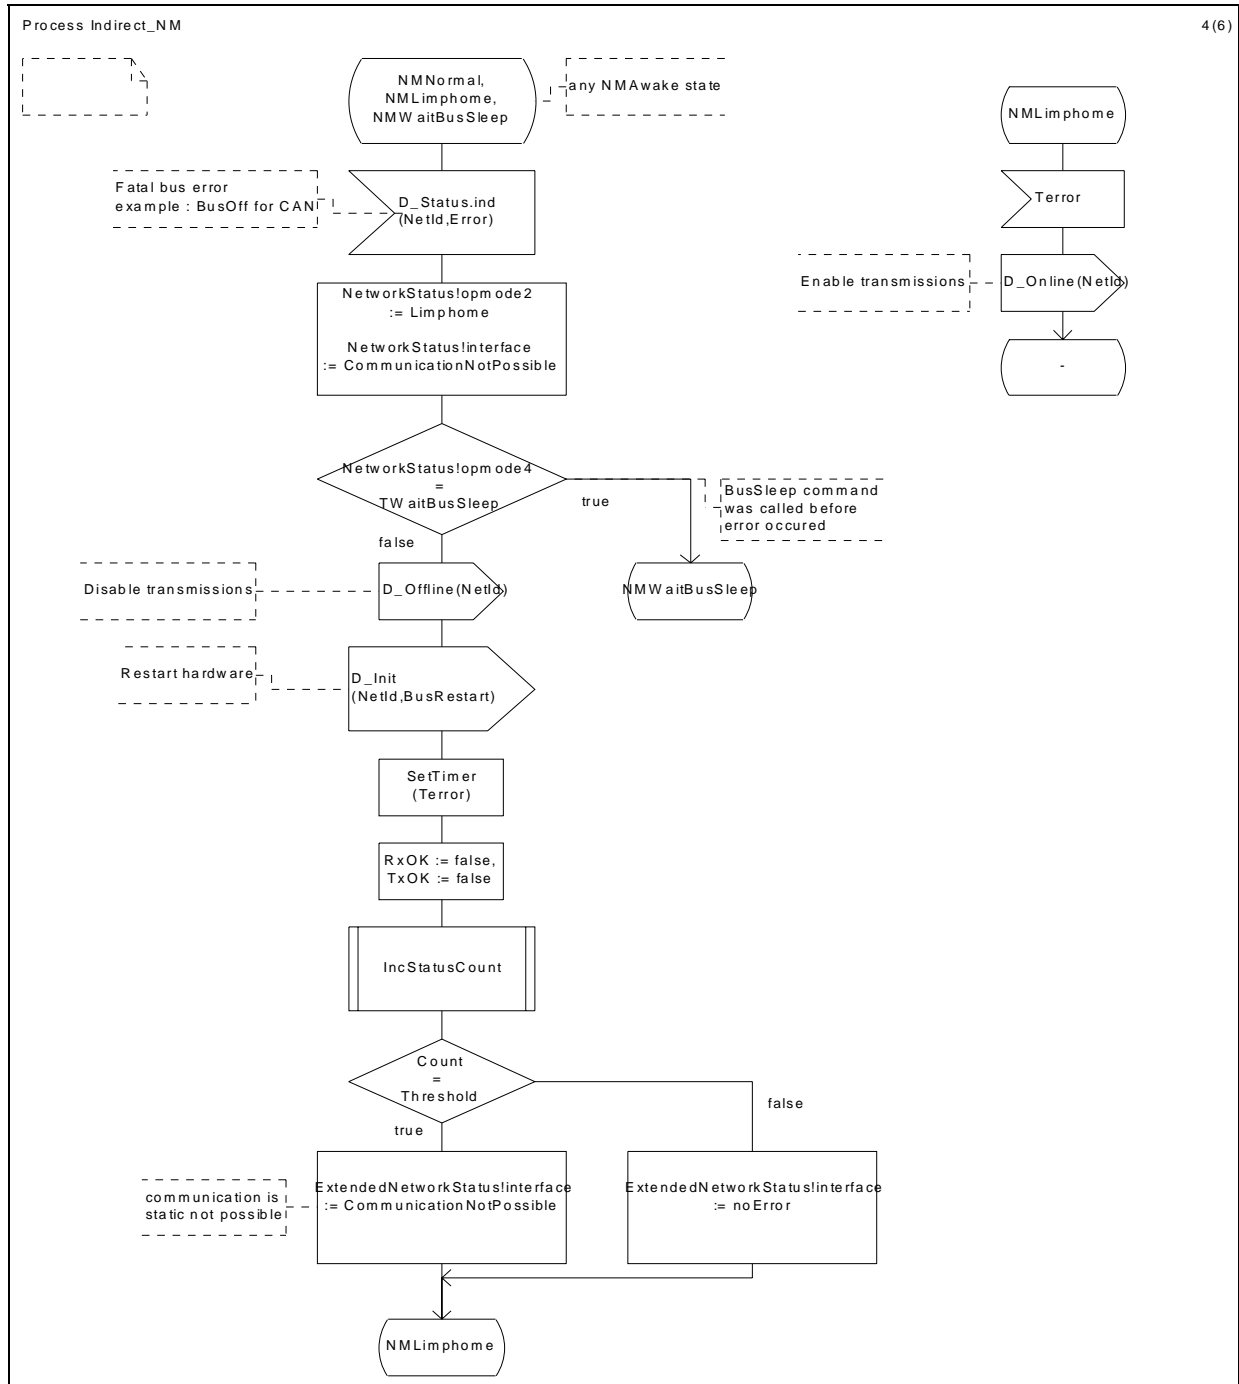 Process Indirect_NM
4(6)
NMNormal,
NMLimphome,
NMWaitBusSleep
any NMAwake state
Fatal bus error
example : BusOff for CAN
D_Status.ind
(NetId,Error)
NetworkStatus!opmode2
:= Limphome
NetworkStatus!interface
:= CommunicationNotPossible
NetworkStatus!opmode4
=
TWaitBusSleep
true
BusSleep command
was called before
error occured
false
NMWaitBusSleep
Disable transmissions
D_Offline(NetId)
Restart hardware
D_Init
(NetId,BusRestart)
SetTimer
(Terror)
RxOK := false,
TxOK := false
IncStatusCount
Count
=
Threshold
false
true
communication is
static not possible
ExtendedNetworkStatus!interface
:= CommunicationNotPossible
ExtendedNetworkStatus!interface
:= noError
NMLimphome
NMLimphome
Terror
Enable transmissions
D_Online(NetId)
-